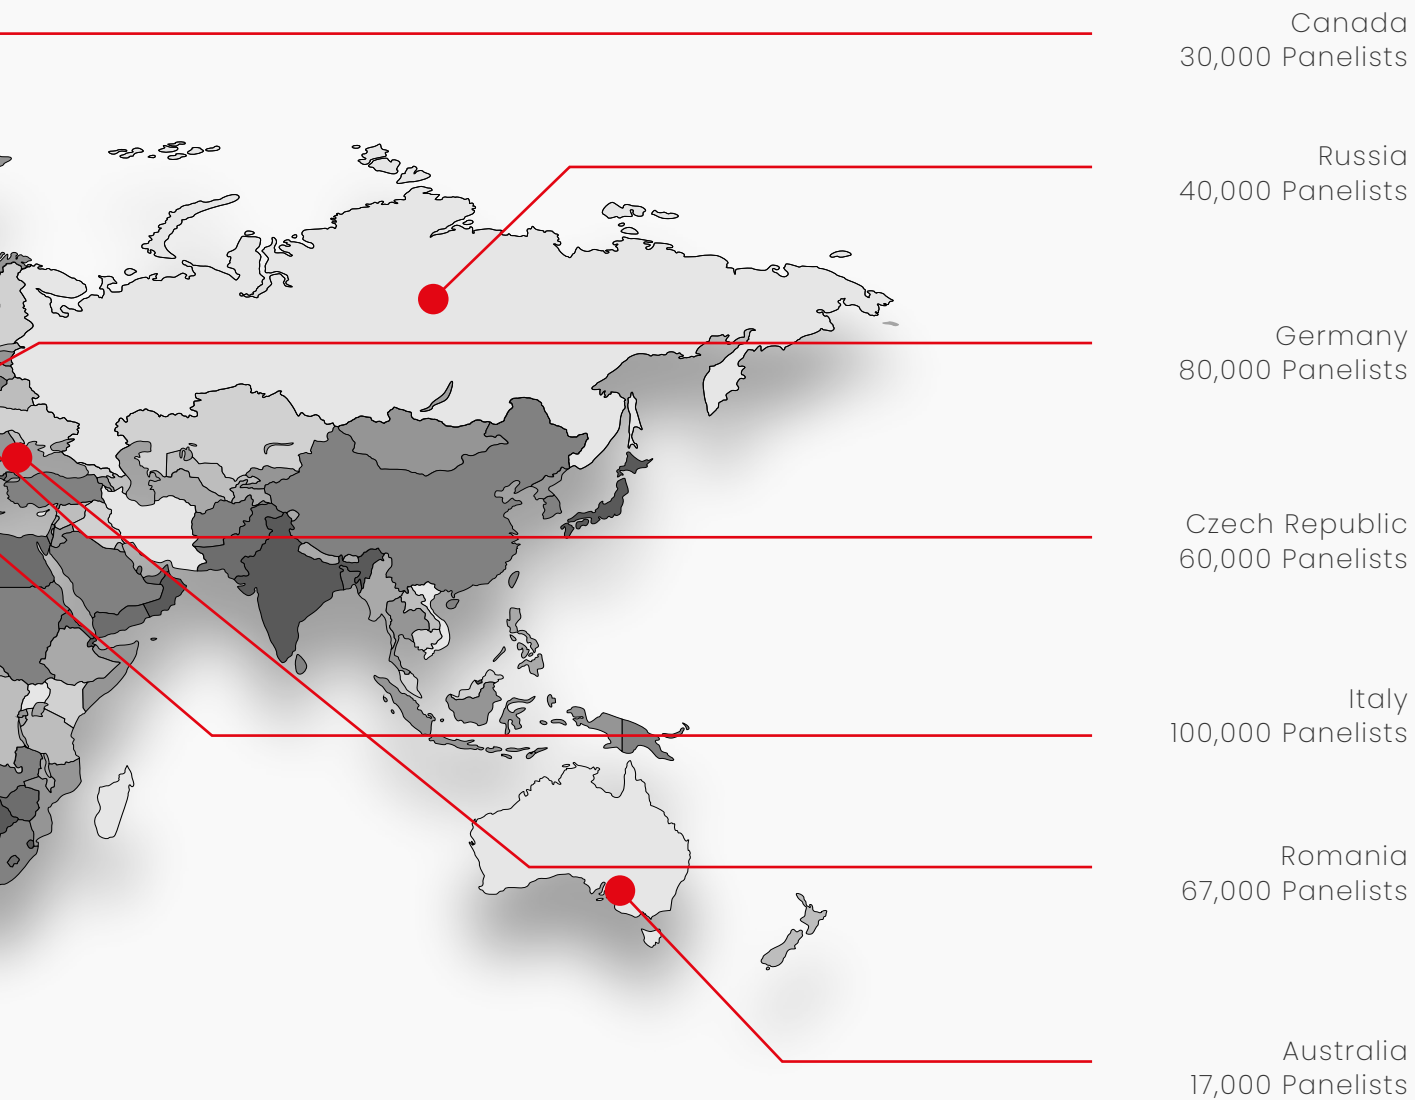 Canada
30,000 Panelists
Russia
40,000 Panelists
Germany
80,000 Panelists
Czech Republic
60,000 Panelists
Italy
100,000 Panelists
Romania
67,000 Panelists
Australia
17,000 Panelists